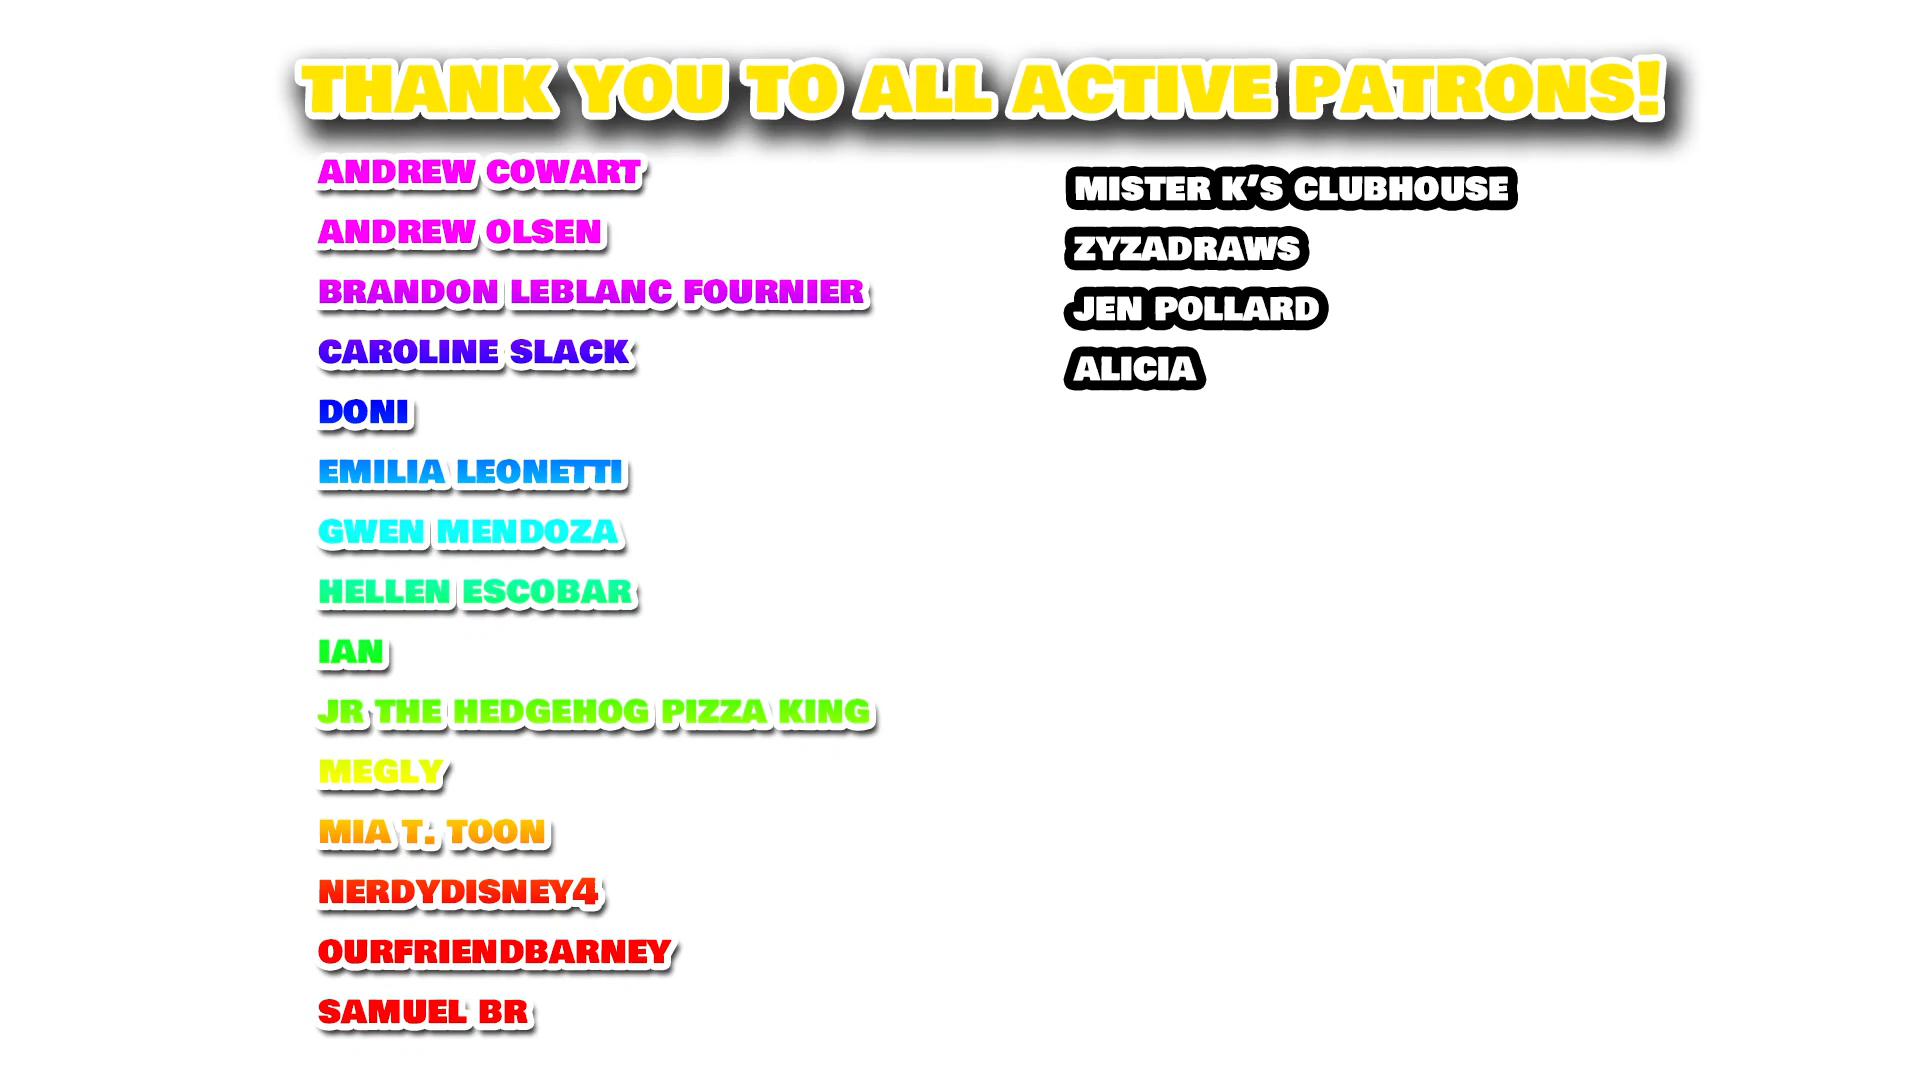 THANK YOU TO ALL ACTIVE PATRONS!
ANDREW COWART
ANDREW OLSEN
BRANDON LEBLANC FOURNIER
CAROLINE SLACK
DONI
EMILIA LEONETTI
GWEN MENDOZA
HELLEN ESCOBAR
IAN
JR THE HEDGEHOG PIZZA KING
MEGLY
MIA T. TOON
NERDYDISNEY4
OURFRIENDBARNEY
SAMUEL BR
MISTER K'S CLUBHOUSE
ZYZADRAWS
JEN POLLARD
ALICIA